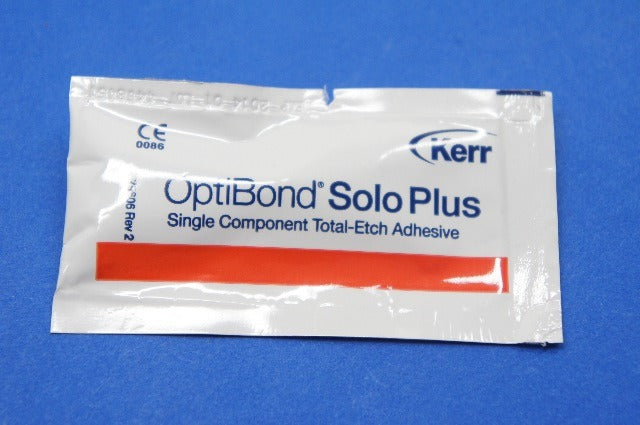 CE
0086
Kerr
OptiBond® Solo Plus
Single Component Total-Etch Adhesive
Rev 2